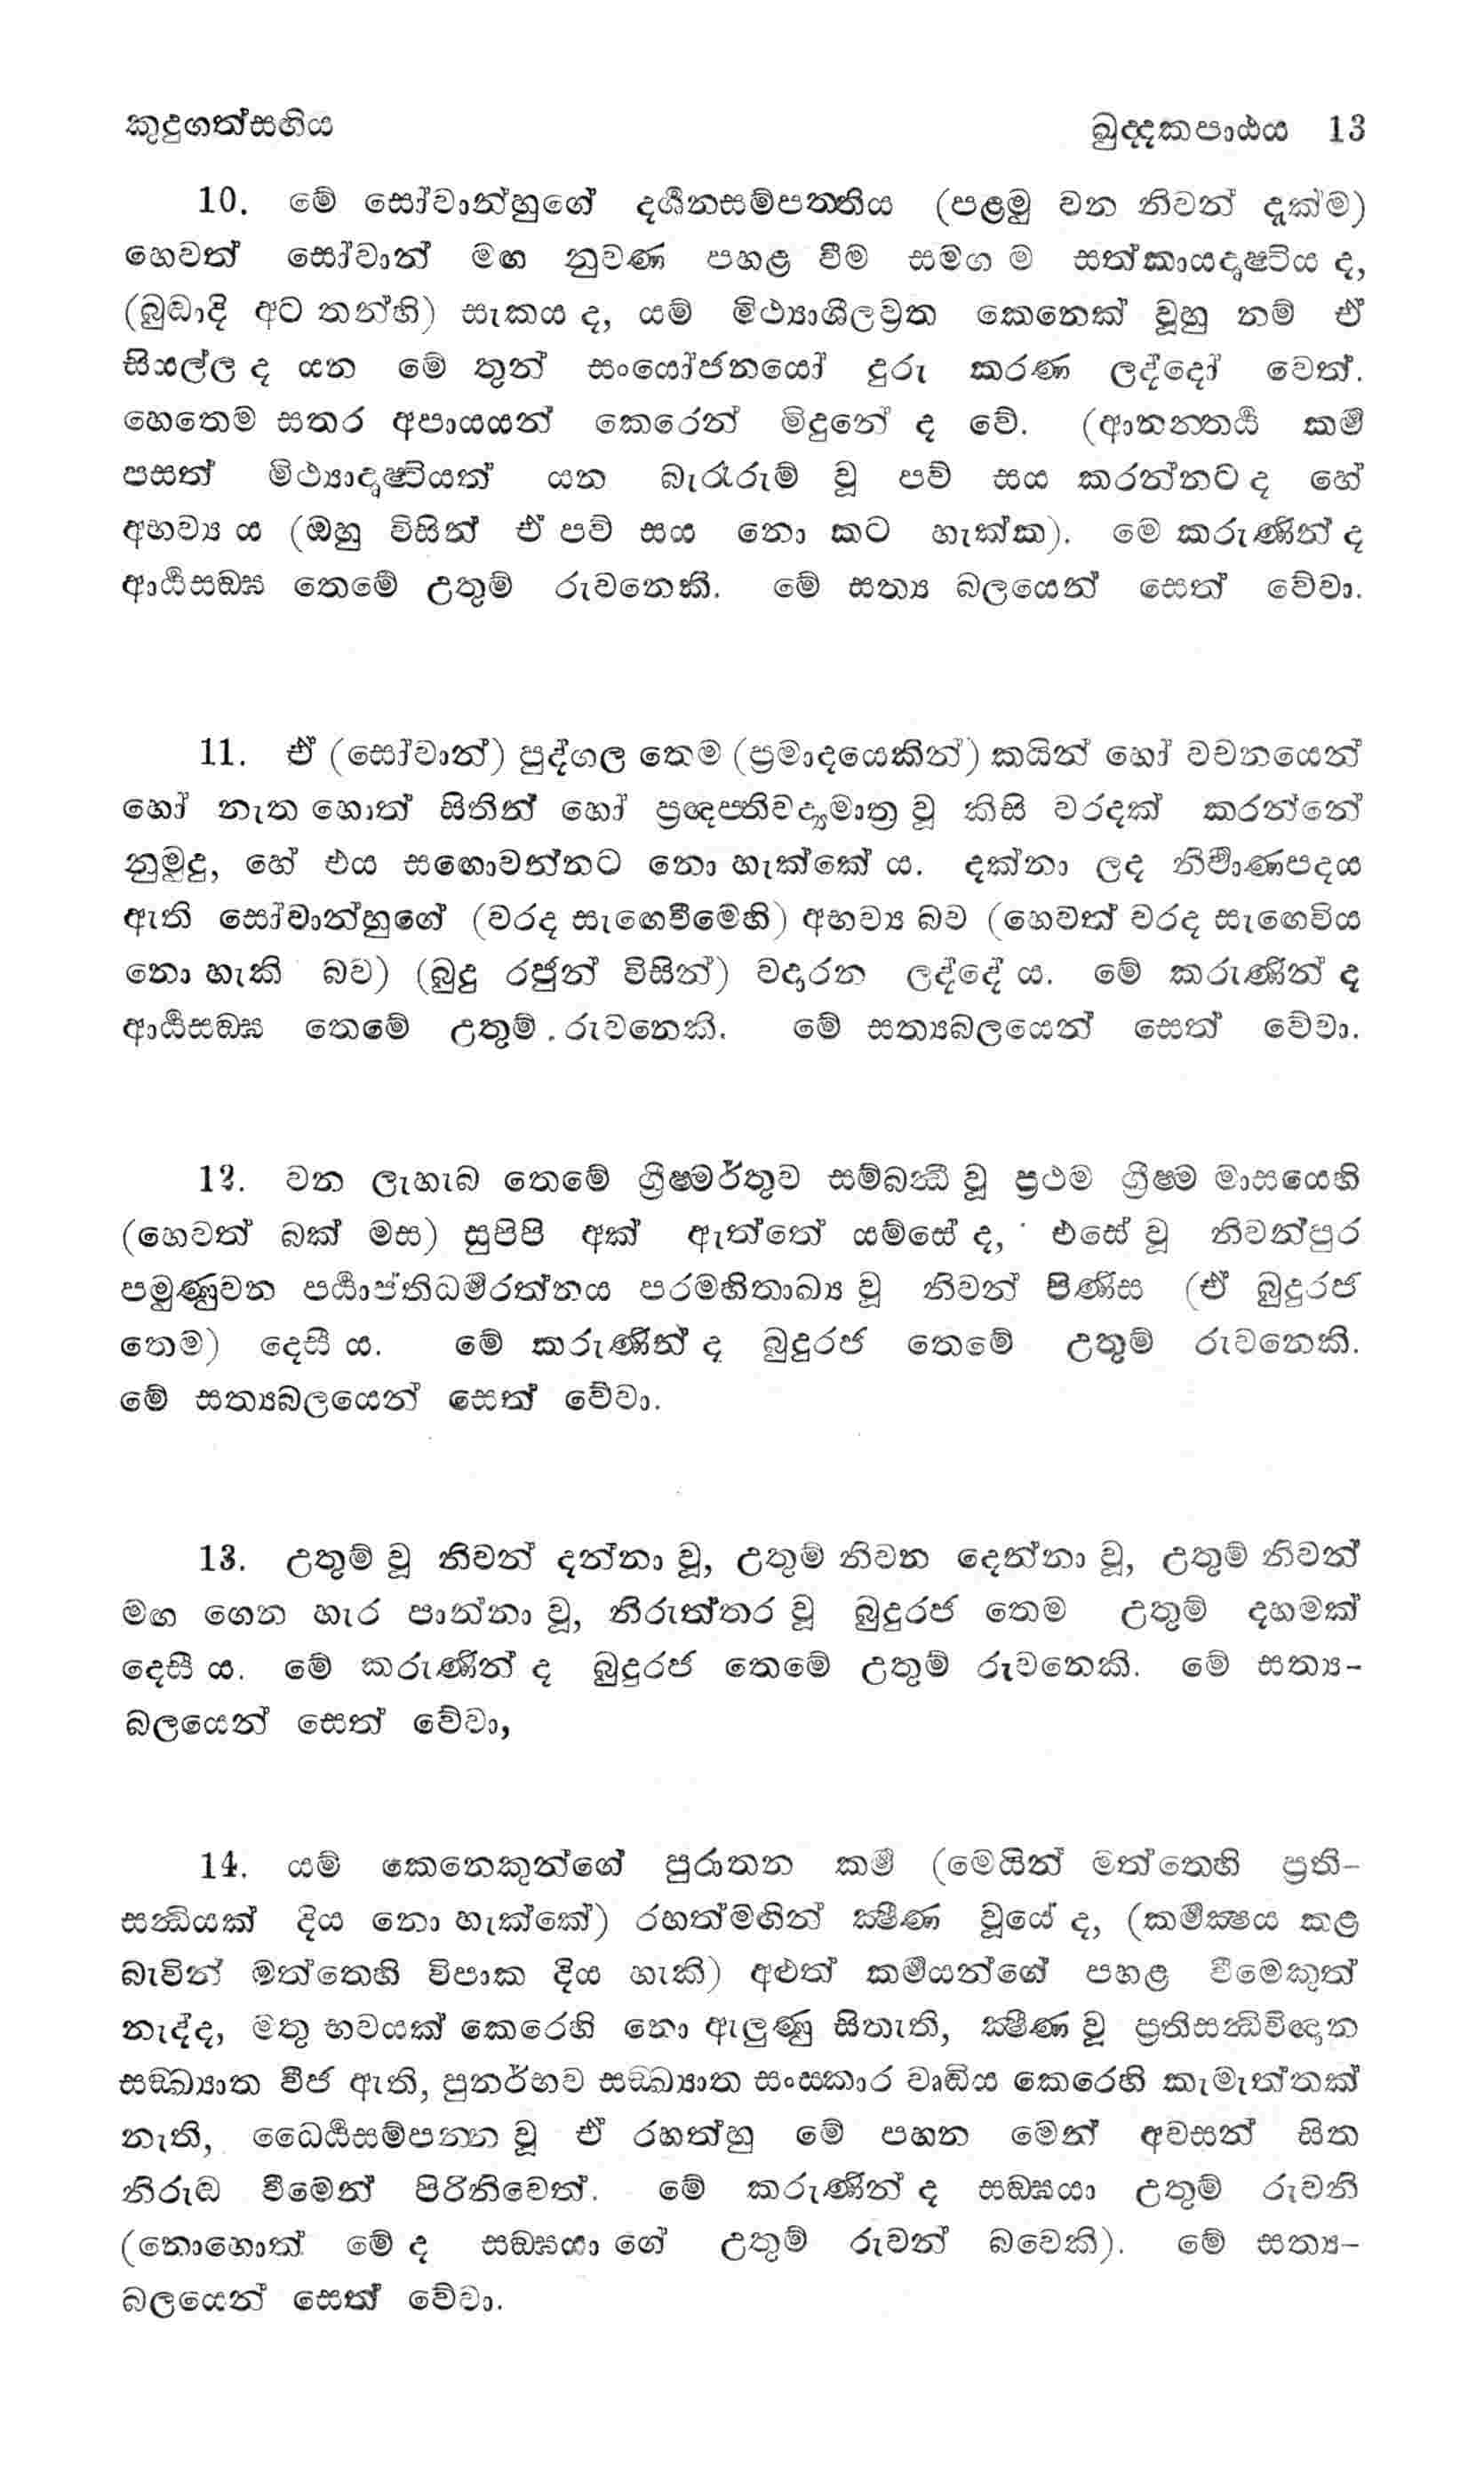 කුදුගත්සඟිය
ඛුද්දකපාඨය 13
10. මේ සෝවාන්හුගේ දර්‍ශනසම්පත්තිය (පළමු වන නිවන් දැක්ම)
හෙවත් සෝවාන් මඟ නුවණ පහළ වීම සමග ම සත්කායදෘෂ්ටිය ද,
(බුද්ධාදි අට තන්හි) සැකය ද, යම් මිථ්‍යාශීලව්‍රත කෙනෙක් වූහු නම් ඒ
සියල්ල ද යන මේ තුන් සංයෝජනයෝ දුරු කරණ ලද්දෝ වෙත්.
හෙතෙම සතර අපායයන් කෙරෙන් මිදුනේ ද වේ. (ආනන්තර්‍ය්‍ය කර්‍ම
පසත් මිථ්‍යාදෘෂ්ටියත් යන බැරෑරුම් වූ පව් සය කරන්නට ද හේ
අභව්‍ය ය (ඔහු විසින් ඒ පව් සය නො කට හැක්ක). මෙ කරුණින් ද
ආර්‍ය්‍යසඞ්ඝ තෙමේ උතුම් රුවනෙකි. මේ සත්‍ය බලයෙන් සෙත් වේවා.
11. ඒ (සෝවාන්) පුද්ගල තෙම (ප්‍රමාදයෙකින්) කයින් හෝ වචනයෙන්
හෝ නැත හොත් සිතින් හෝ ප්‍රඥප්තිවද්‍යමාත්‍ර වූ කිසි වරදක් කරන්නේ
නුමුදු, හේ එය සඟොවන්නට නො හැක්කේ ය. දක්නා ලද නිර්‍වාණපදය
ඇති සෝවාන්හුගේ (වරද සැඟෙවීමෙහි) අභව්‍ය බව (හෙවත් වරද සැඟෙවිය
නො හැකි බව) (බුදු රජුන් විසින්) වදාරන ලද්දේ ය. මේ කරුණින් ද
ආර්‍ය්‍යසඞ්ඝ තෙමේ උතුම් . රුවනෙකි. මේ සත්‍යබලයෙන් සෙත් වේවා.
12. වන ලැහැබ තෙමේ ග්‍රීෂ්මර්තුව සම්බන්‍ධී වූ ප්‍රථම ග්‍රීෂ්ම මාසයෙහි
(හෙවත් බක් මස) සුපිපි අක් ඇත්තේ යම්සේ ද, එසේ වූ නිවන්පුර
පමුණුවන පර්‍ය්‍යාප්තිධර්‍මරත්නය පරමහිතාඛ්‍ය වූ නිවන් පිණිස (ඒ බුදුරජ
තෙම) දෙසී ය. මේ කරුණින් ද බුදුරජ තෙමේ උතුම් රුවනෙකි.
මේ සත්‍යබලයෙන් සෙත් වේවා.
13. උතුම් වූ නිවන් දන්නා වූ, උතුම් නිවන දෙන්නා වූ, උතුම් නිවන්
මඟ ගෙන හැර පාන්නා වූ, නිරුත්තර වූ බුදුරජ තෙම උතුම් දහමක්
දෙසී ය. මේ කරුණින් ද බුදුරජ තෙමේ උතුම් රුවනෙකි. මේ සත්‍ය-
බලයෙන් සෙත් වේවා,
14. යම් කෙනෙකුන්ගේ පුරාතන කර්‍ම (මෙයින් මත්තෙහි ප්‍රති-
සන්‍ධියක් දිය නො හැක්කේ) රහත්මඟින් ක්‍ෂීණ වූයේ ද, (කර්‍මක්‍ෂය කළ
බැවින් මත්තෙහි විපාක දිය හැකි) අළුත් කර්‍මයන්ගේ පහළ වීමෙකුත්
නැද්ද, මතු භවයක් කෙරෙහි නො ඇලුණු සිතැති, ක්‍ෂීණ වූ ප්‍රතිසන්‍ධිවිඥාන
සඞ්ඛ්‍යාත වීජ ඇති, පුනර්භව සඞ්ඛ්‍යාත සංස්කාර වෘද්ධිය කෙරෙහි කැමැත්තක්
නැති, ධෛර්‍ය්‍යසම්පන්න වූ ඒ රහත්හු මේ පහන මෙන් අවසන් සිත
නිරුද්ධ වීමෙන් පිරිනිවෙත්. මේ කරුණින් ද සඞ්ඝයා උතුම් රුවනි
(නොහොත් මේ ද සඞ්ඝයා ගේ උතුම් රුවන් බවෙකි). මේ සත්‍ය-
බලයෙන් සෙත් වේවා.